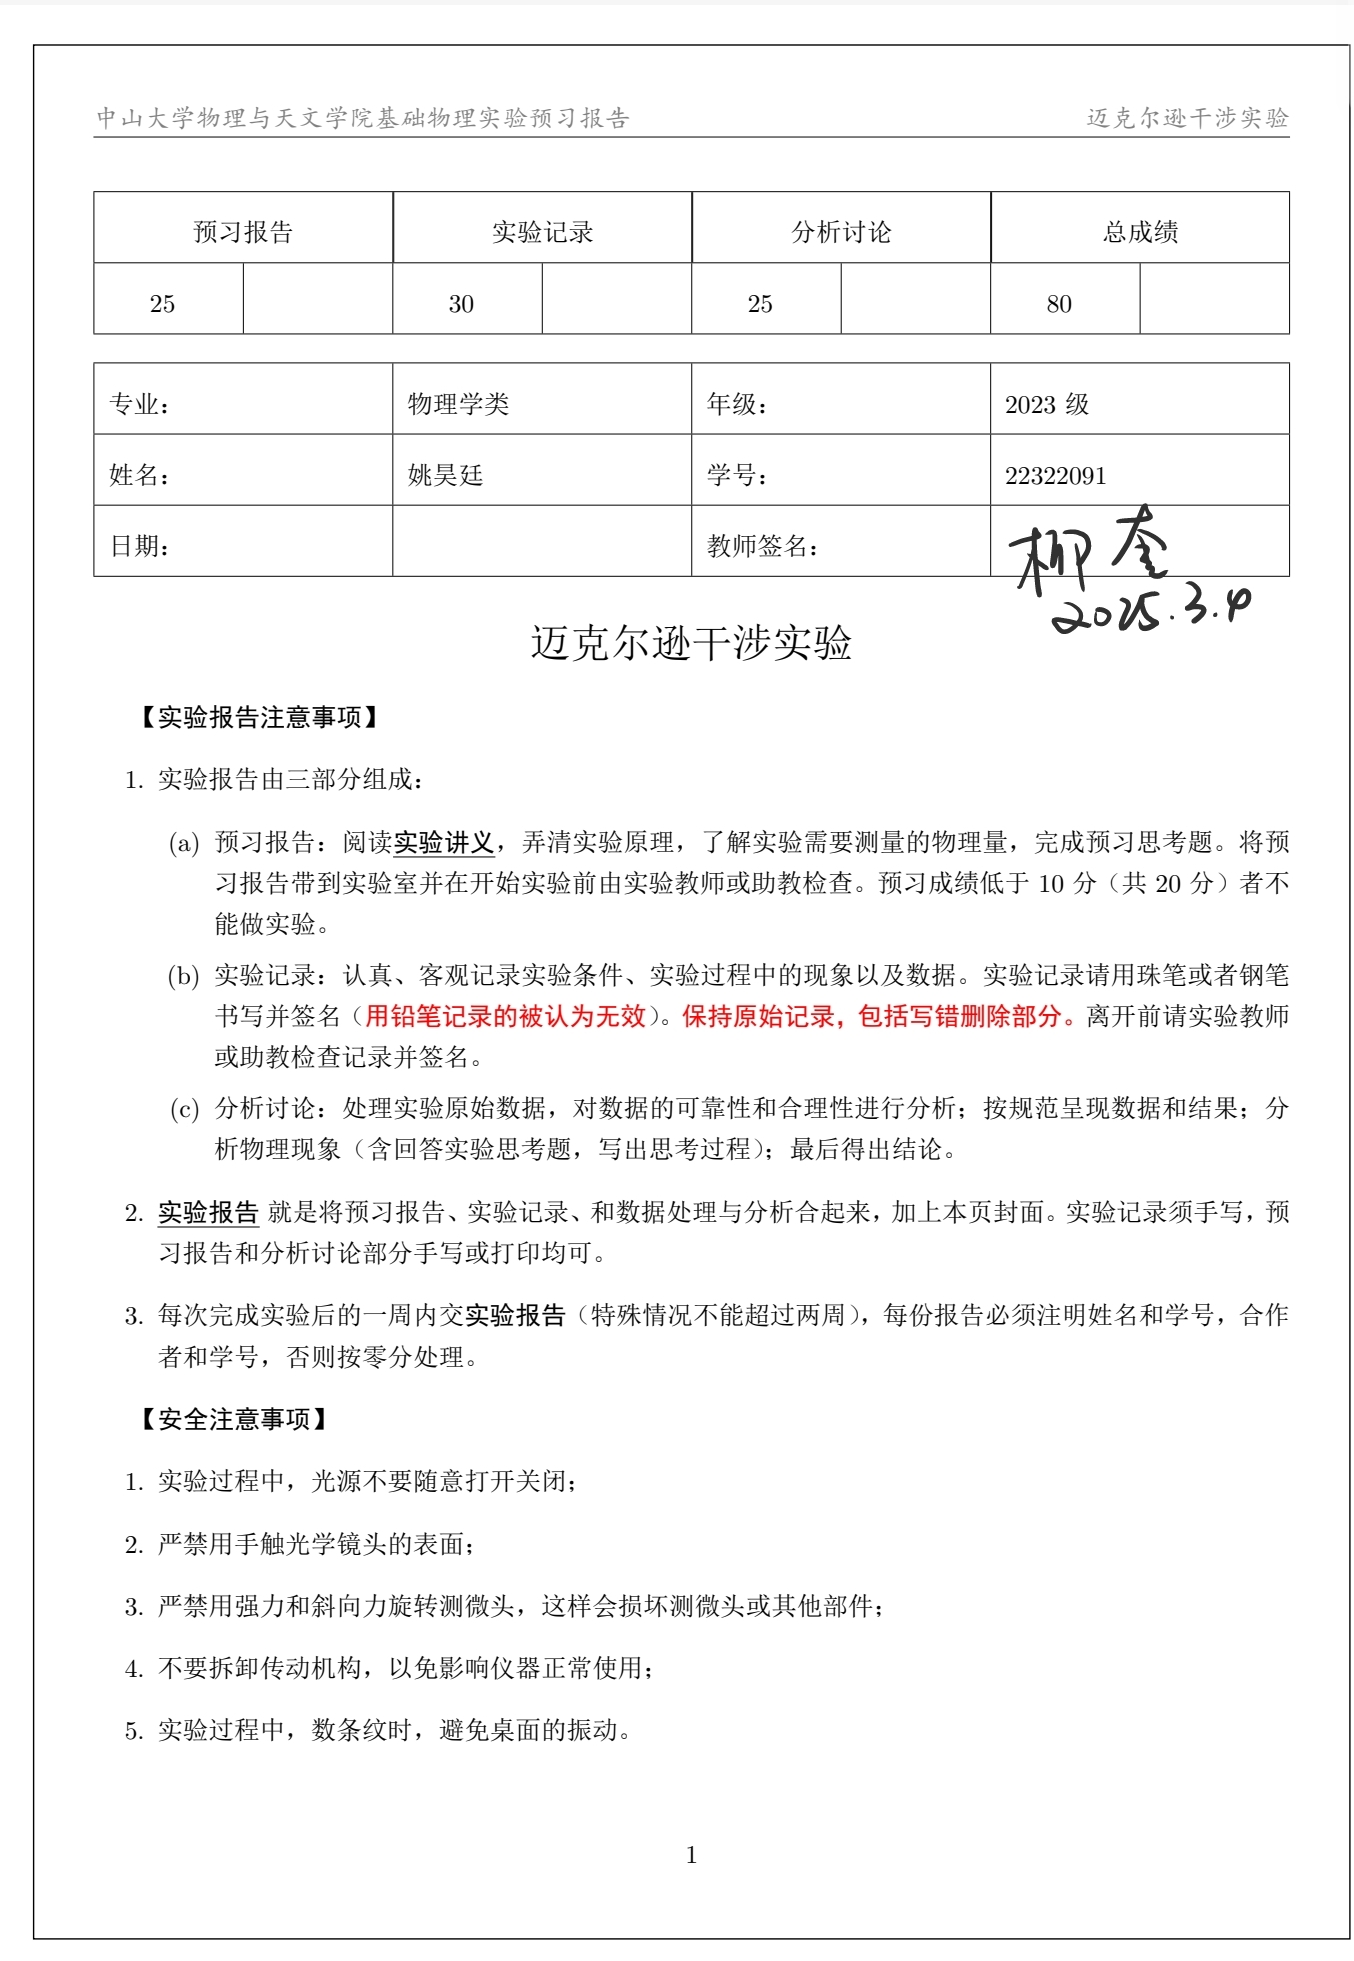 中山大学物理与天文学院基础物理实验预习报告 迈克尔逊干涉实验
预习报告 实验记录 分析讨论 总成绩
25 30 25 80
专业： 物理学类 年级： 2023 级
姓名： 姚昊廷 学号： 22322091
日期： 教师签名： 柳奎
2025.3.4
迈克尔逊干涉实验
【实验报告注意事项】
1. 实验报告由三部分组成：
(a) 预习报告：阅读实验讲义，弄清实验原理，了解实验需要测量的物理量，完成预习思考题。将预
习报告带到实验室并在开始实验前由实验教师或助教检查。预习成绩低于 10 分（共 20 分）者不
能做实验。
(b) 实验记录：认真、客观记录实验条件、实验过程中的现象以及数据。实验记录请用珠笔或者钢笔
书写并签名（用铅笔记录的被认为无效）。保持原始记录，包括写错删除部分。离开前请实验教师
或助教检查记录并签名。
(c) 分析讨论：处理实验原始数据，对数据的可靠性和合理性进行分析；按规范呈现数据和结果；分
析物理现象（含回答实验思考题，写出思考过程）；最后得出结论。
2. 实验报告 就是将预习报告、实验记录、和数据处理与分析合起来，加上本页封面。实验记录须手写，预
习报告和分析讨论部分手写或打印均可。
3. 每次完成实验后的一周内交实验报告（特殊情况不能超过两周），每份报告必须注明姓名和学号，合作
者和学号，否则按零分处理。
【安全注意事项】
1. 实验过程中，光源不要随意打开关闭；
2. 严禁用手触光学镜头的表面；
3. 严禁用强力和斜向力旋转测微头，这样会损坏测微头或其他部件；
4. 不要拆卸传动机构，以免影响仪器正常使用；
5. 实验过程中，数条纹时，避免桌面的振动。
1